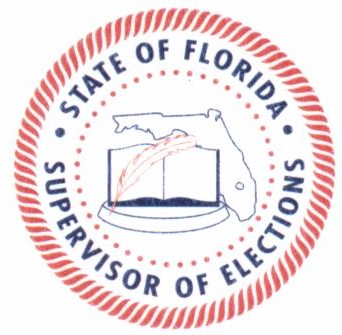 STATE OF FLORIDA
SUPERVISOR OF ELECTIONS